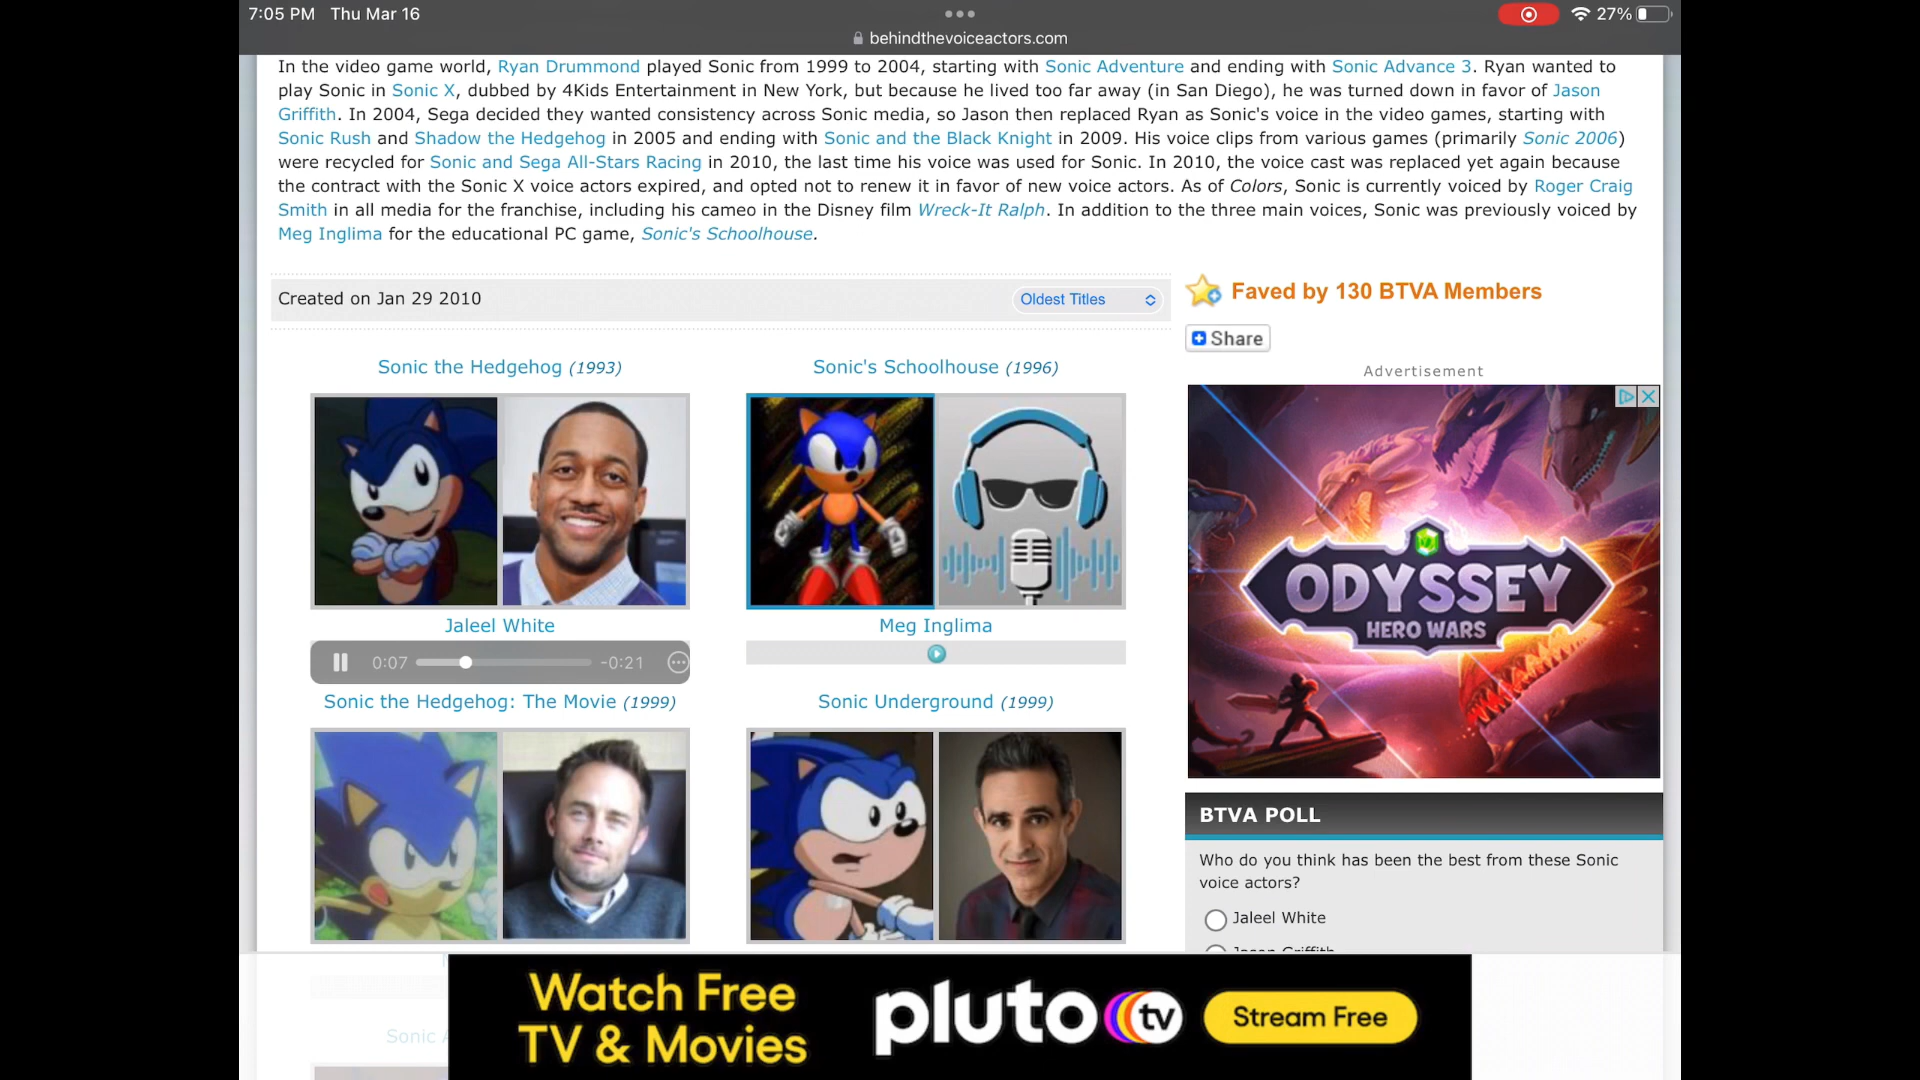 7:05 PM Thu Mar 16
27%
behindthevoiceactors.com
In the video game world, Ryan Drummond played Sonic from 1999 to 2004, starting with Sonic Adventure and ending with Sonic Advance 3. Ryan wanted to
play Sonic in Sonic X, dubbed by 4Kids Entertainment in New York, but because he lived too far away (in San Diego), he was turned down in favor of Jason
Griffith. In 2004, Sega decided they wanted consistency across Sonic media, so Jason then replaced Ryan as Sonic's voice in the video games, starting with
Sonic Rush and Shadow the Hedgehog in 2005 and ending with Sonic and the Black Knight in 2009. His voice clips from various games (primarily Sonic 2006)
were recycled for Sonic and Sega All-Stars Racing in 2010, the last time his voice was used for Sonic. In 2010, the voice cast was replaced yet again because
the contract with the Sonic X voice actors expired, and opted not to renew it in favor of new voice actors. As of Colors, Sonic is currently voiced by Roger Craig
Smith in all media for the franchise, including his cameo in the Disney film Wreck-It Ralph. In addition to the three main voices, Sonic was previously voiced by
Meg Inglima for the educational PC game, Sonic's Schoolhouse.
Created on Jan 29 2010
Oldest Titles
Faved by 130 BTVA Members
Share
Advertisement
Sonic the Hedgehog (1993)
Sonic's Schoolhouse (1996)
Jaleel White
Meg Inglima
0:07
-0:21
Sonic the Hedgehog: The Movie (1999)
Sonic Underground (1999)
ODYSSEY
HERO WARS
BTVA POLL
Who do you think has been the best from these Sonic
voice actors?
Jaleel White
Jason Griffith
Sonic
Watch Free
TV & Movies
pluto tv
Stream Free